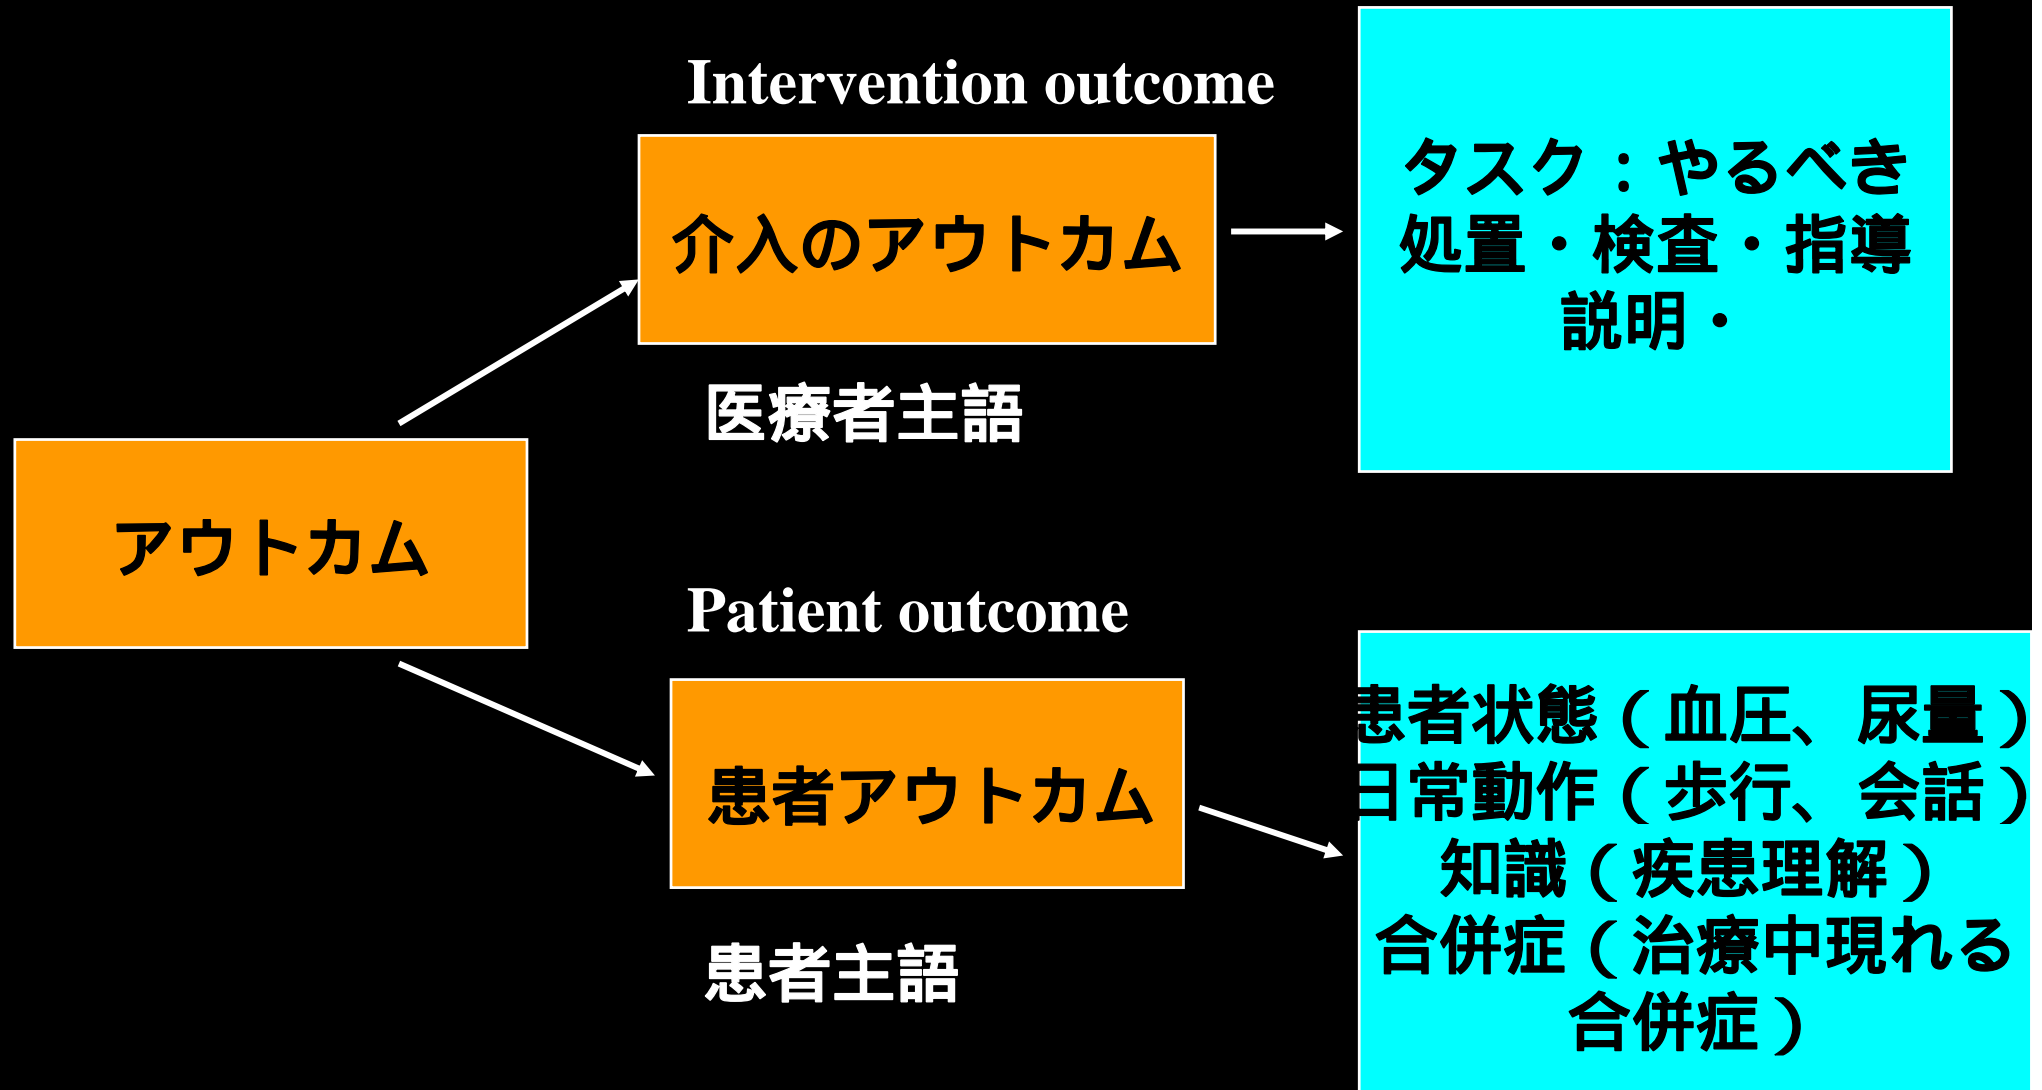 Intervention outcome
介入のアウトカム
医療者主語
タスク：やるべき
処置・検査・指導
説明・
アウトカム
Patient outcome
患者アウトカム
患者主語
患者状態（血圧、尿量）
日常動作（歩行、会話）
知識（疾患理解）
合併症（治療中現れる
合併症）